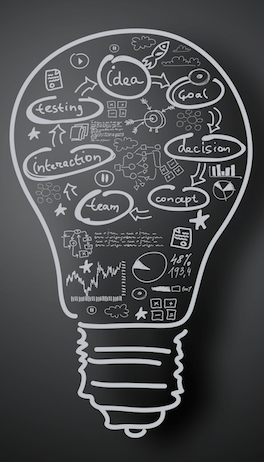 idea
Goal
testing
decision
interaction
concept
team
48%
193,4